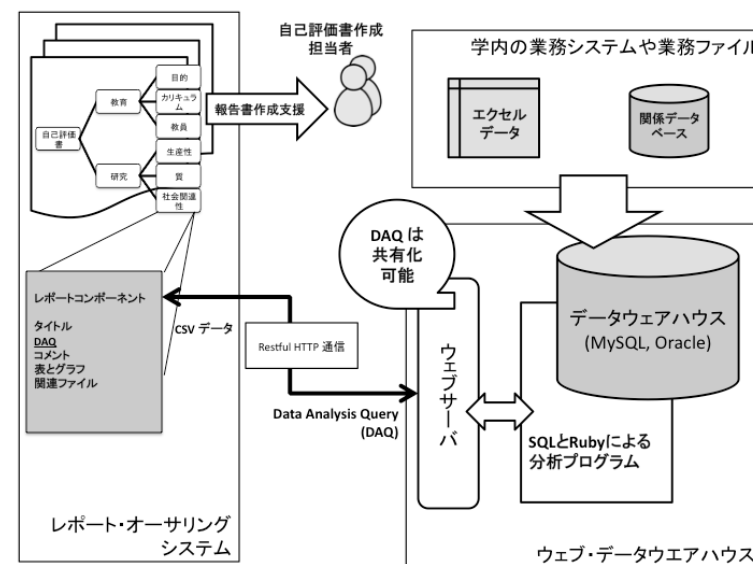 自己評価書作成
担当者
学内の業務システムや業務ファイル
目的
カリキュラ
ム
教育
教員
自己評価
書
生産性
研究
質
社会関連
性
報告書作成支援
エクセル
データ
関係データ
ベース
DAQ は
共有化
可能
レポートコンポーネント
タイトル
DAQ
コメント
表とグラフ
関連ファイル
CSV データ
Restful HTTP 通信
Data Analysis Query
(DAQ)
ウェブサーバ
データウェアハウス
(MySQL, Oracle)
SQLとRubyによる
分析プログラム
レポート・オーサリング
システム
ウェブ・データウエアハウス